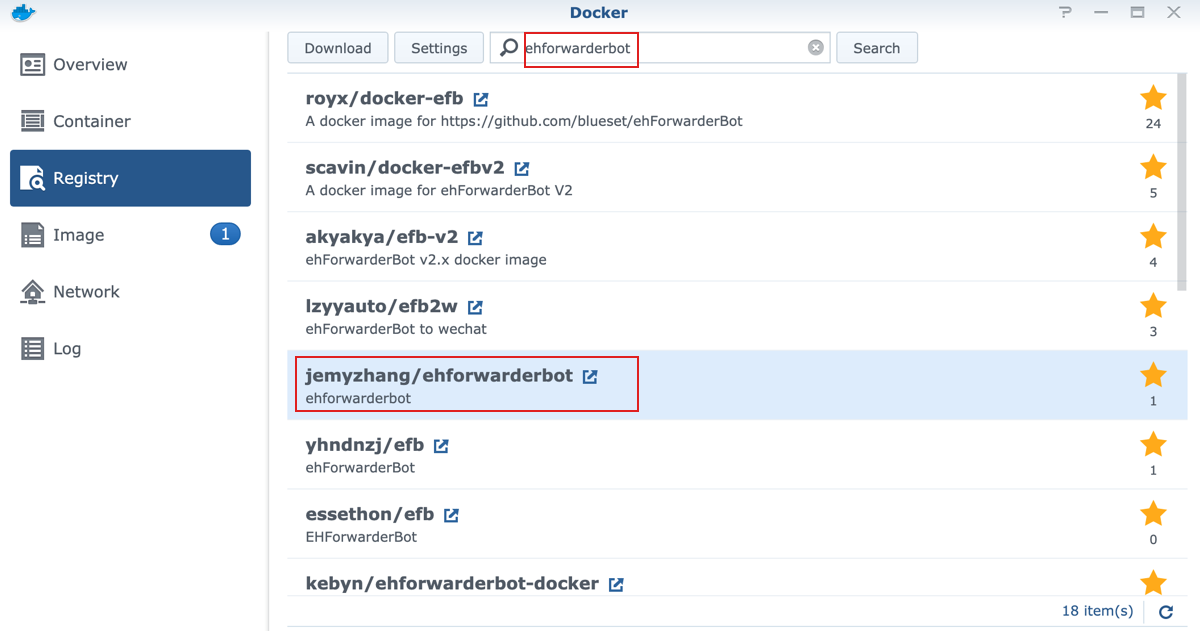 Docker
Overview
Container
Registry
Image 1
Network
Log
Download Settings ehforwarderbot Search
royx/docker-efb
A docker image for https://github.com/blueset/ehForwarderBot
24
scavin/docker-efbv2
A docker image for ehForwarderBot V2
5
akyakya/efb-v2
ehForwarderBot v2.x docker image
4
lzyyauto/efb2w
ehForwarderBot to wechat
3
jemyzhang/ehforwarderbot
ehforwarderbot
1
yhndnzj/efb
ehForwarderBot
1
essethon/efb
EHForwarderBot
0
kebyn/ehforwarderbot-docker
18 item(s)